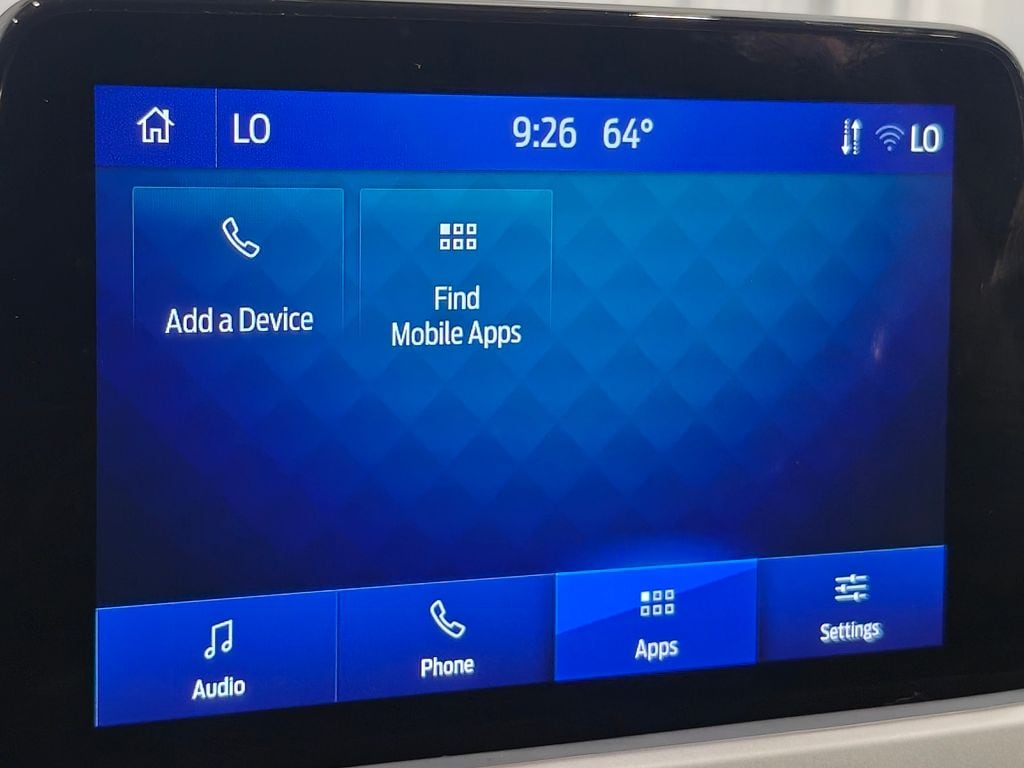 LO 9:26 64° LO
Add a Device
Find
Mobile Apps
Audio
Phone
Apps
Settings